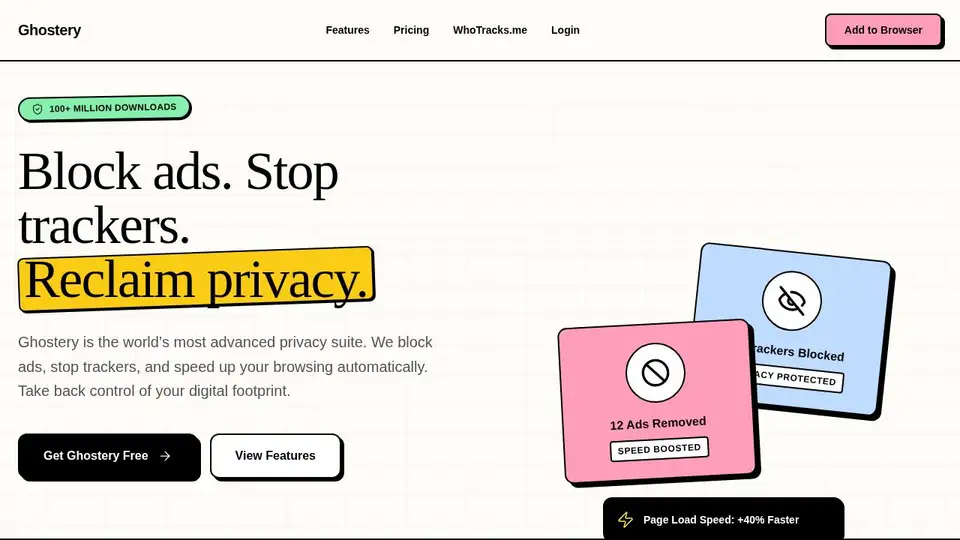 Ghostery
Features
Pricing
WhoTracks.me
Login
Add to Browser
100+ MILLION DOWNLOADS
Block ads. Stop
trackers.
Reclaim privacy.
Ghostery is the world’s most advanced privacy suite. We block
ads, stop trackers, and speed up your browsing automatically.
Take back control of your digital footprint.
Get Ghostery Free
View Features
Blocked
PROTECTED
12 Ads Removed
SPEED BOOSTED
Page Load Speed: +40% Faster